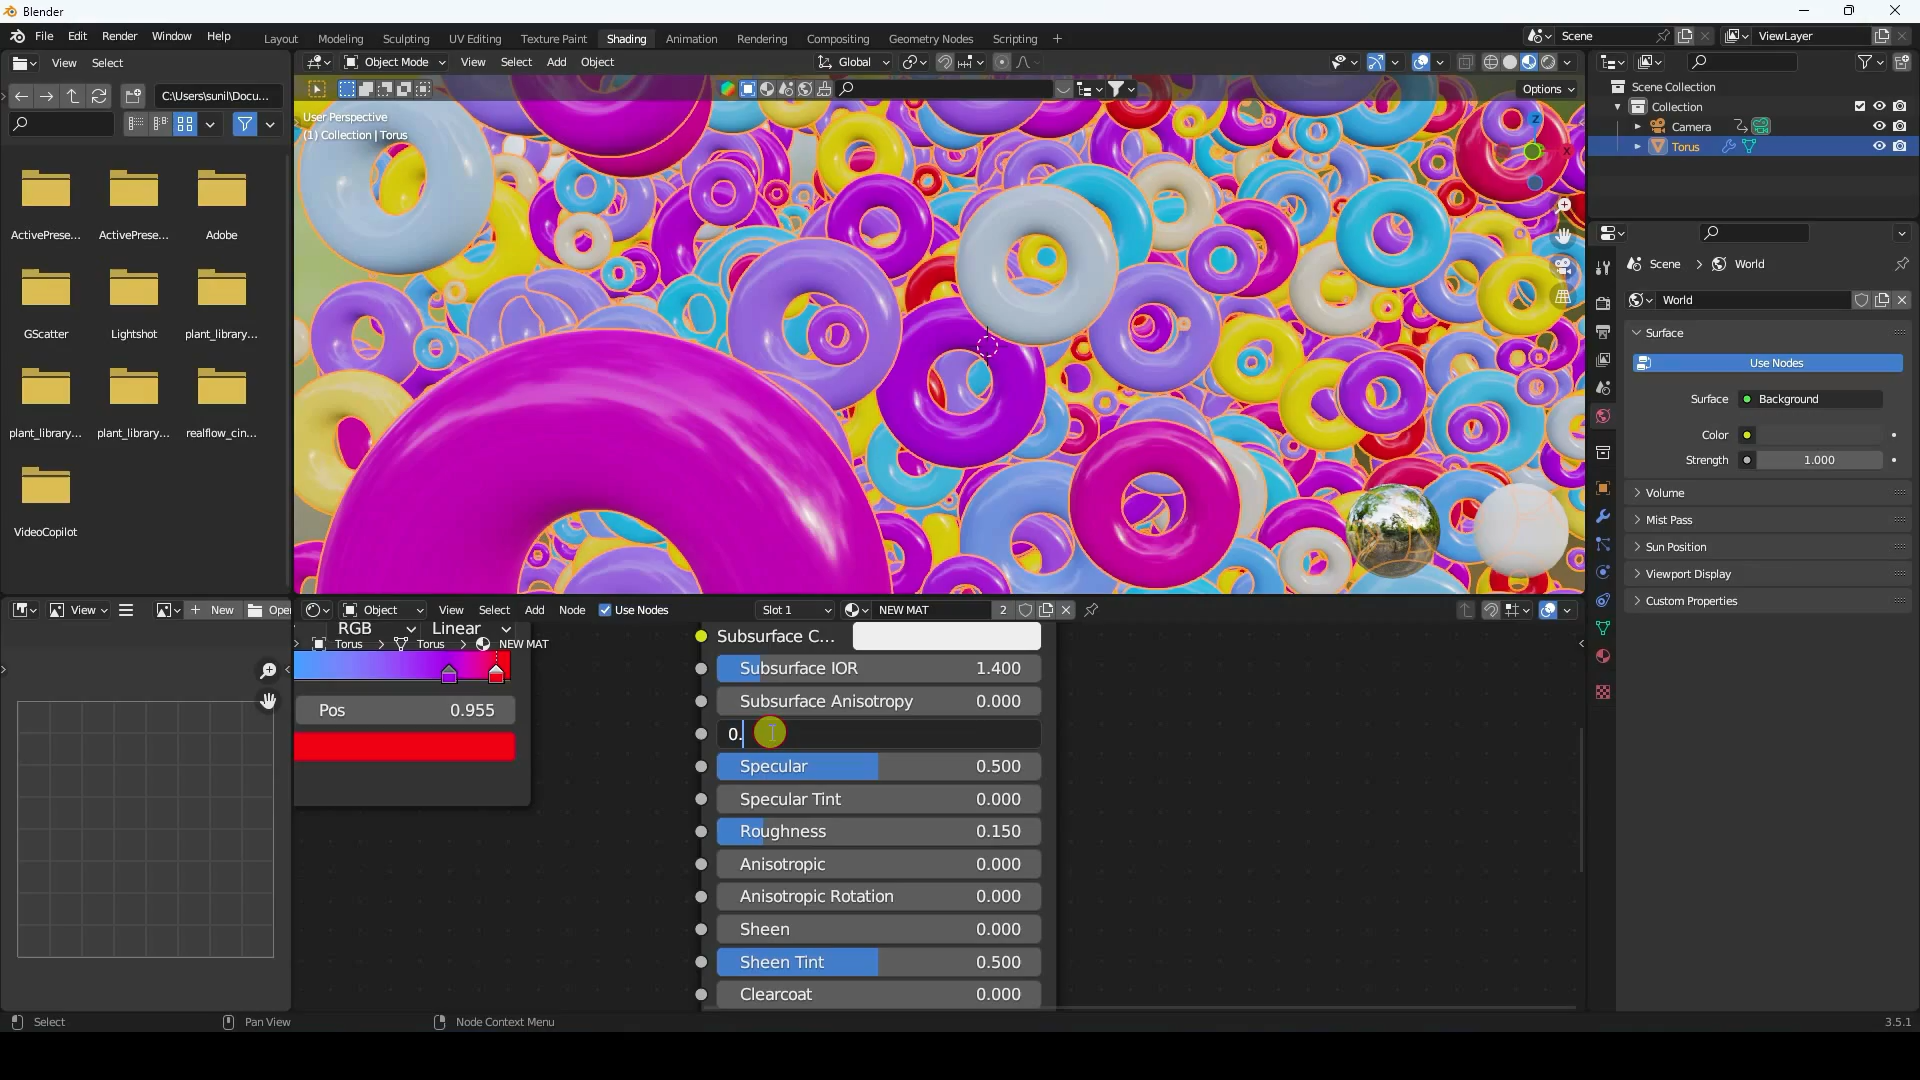 Blender
File Edit Render Window Help
Layout Modeling Sculpting UV Editing Texture Paint Shading Animation Rendering Compositing Geometry Nodes Scripting +
Scene
ViewLayer
View Select
Object Mode View Select Add Object
Global
C:\Users\sunil\Docu...
Options
User Perspective
(1) Collection | Torus
Z
X
Scene Collection
Collection
Camera
Torus
ActivePrese... ActivePrese... Adobe
GScatter Lightshot plant_library...
plant_library... plant_library... realflow_cin...
VideoCopilot
Scene > World
World
Surface
Use Nodes
Surface Background
Color
Strength 1.000
Volume
Mist Pass
Sun Position
Viewport Display
Custom Properties
View New Open
Object View Select Add Node Use Nodes Slot 1 NEW MAT 2
RGB Linear
Torus > Torus > NEW MAT
Pos 0.955
Subsurface C...
Subsurface IOR 1.400
Subsurface Anisotropy 0.000
0.
Specular 0.500
Specular Tint 0.000
Roughness 0.150
Anisotropic 0.000
Anisotropic Rotation 0.000
Sheen 0.000
Sheen Tint 0.500
Clearcoat 0.000
Select Pan View Node Context Menu 3.5.1